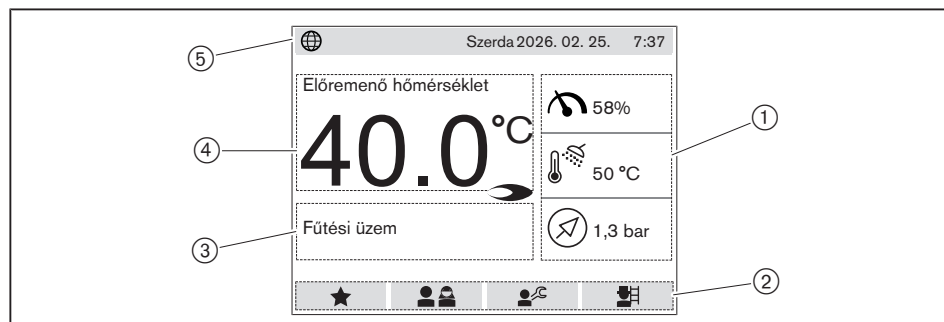 Szerda 2026. 02. 25. 7:37
Előremenő hőmérséklet
40.0 °C
Fűtési üzem
58%
50 °C
1,3 bar
5
4
3
1
2